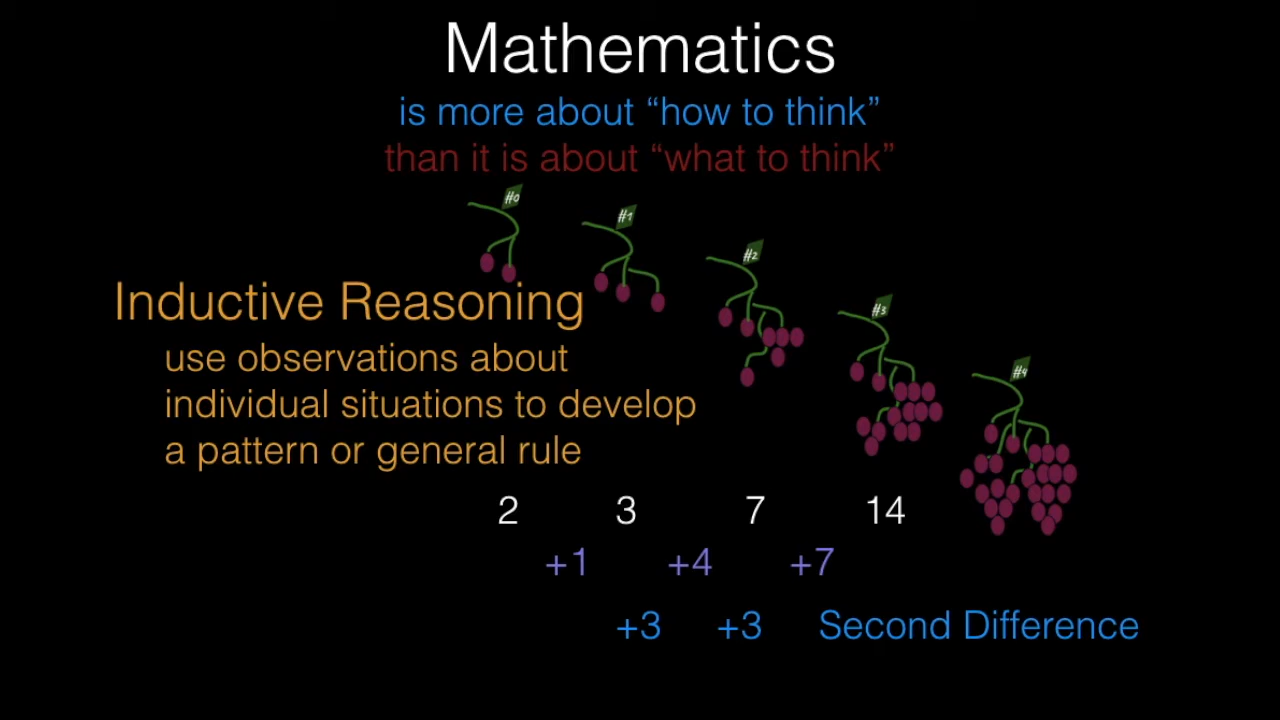 Mathematics
is more about “how to think”
than it is about “what to think”
#0
#1
#2
#3
#4
Inductive Reasoning
use observations about
individual situations to develop
a pattern or general rule
2 3 7 14
+1 +4 +7
+3 +3 Second Difference